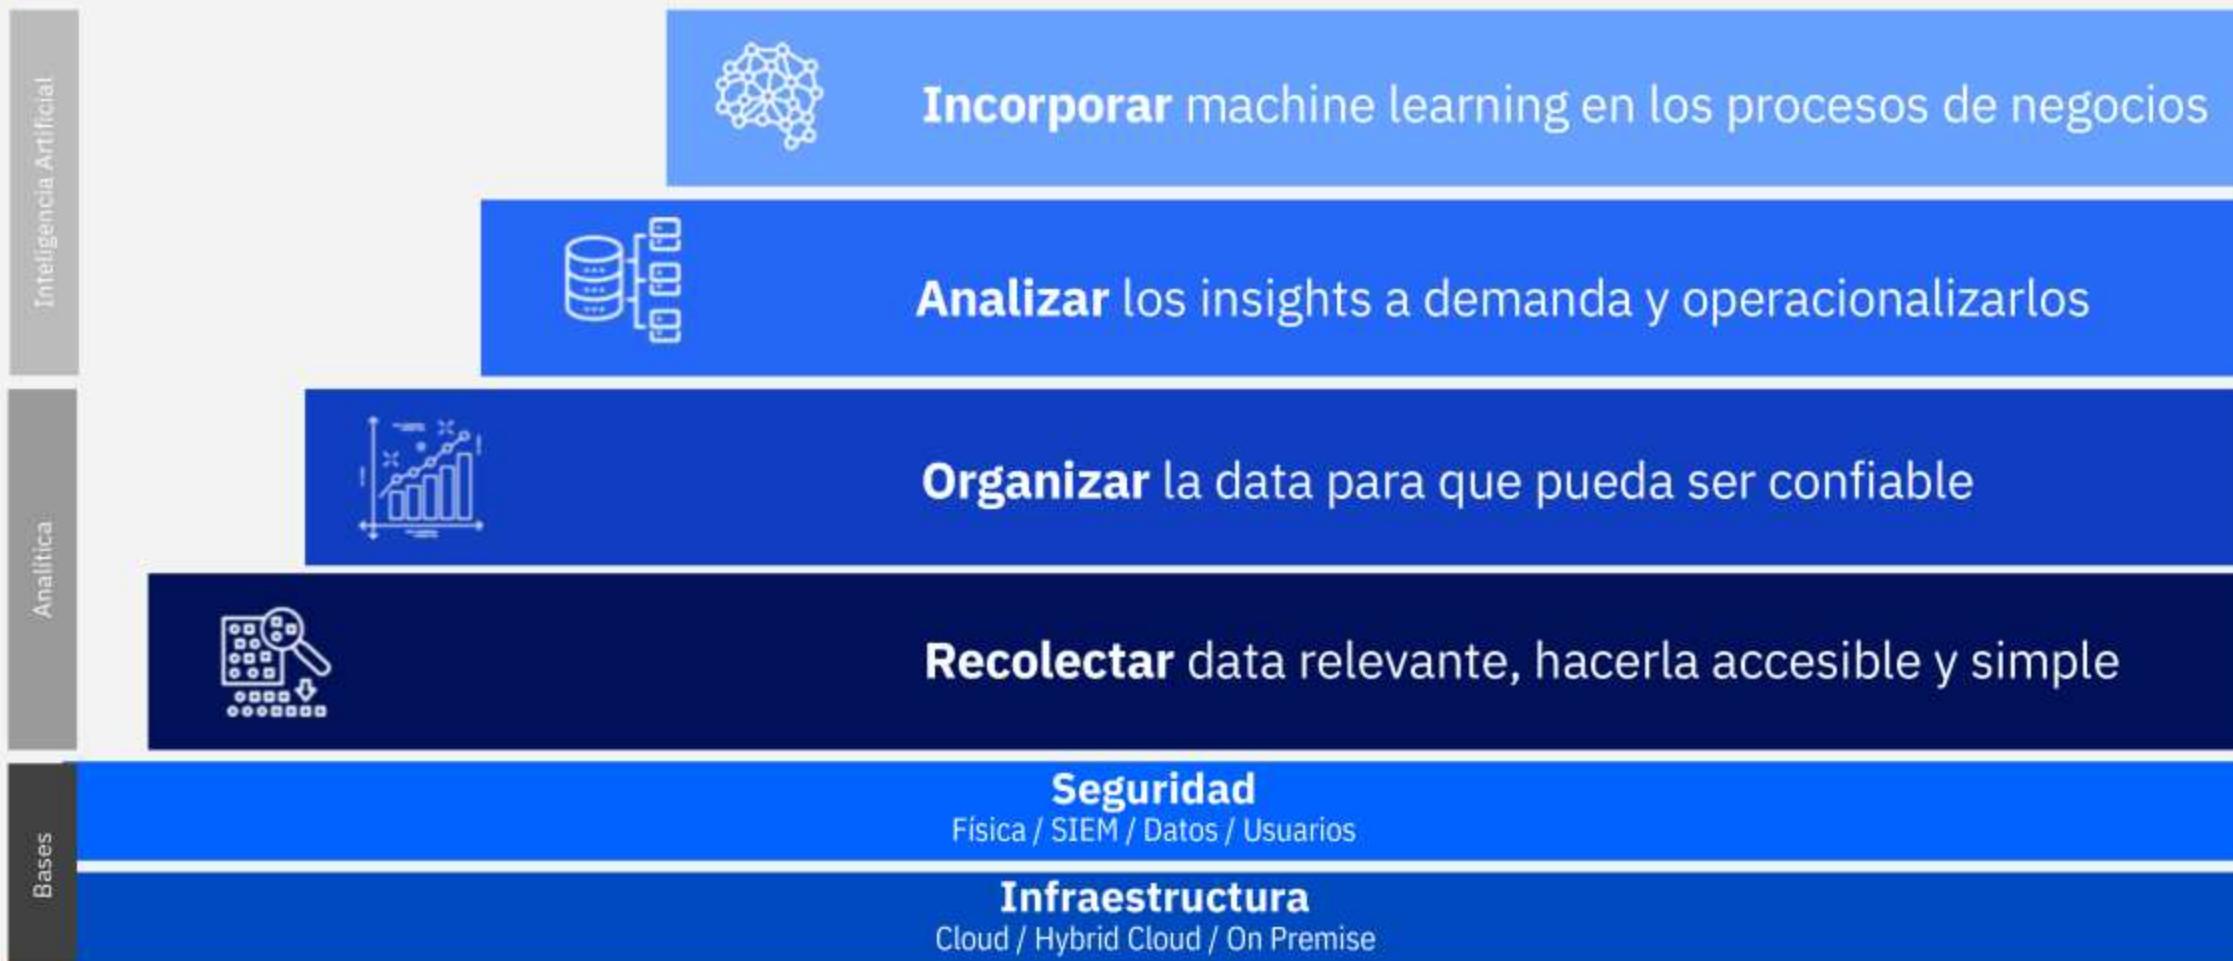 Inteligencia Artificial
Incorporar machine learning en los procesos de negocios
Analizar los insights a demanda y operacionalizarlos
Analítica
Organizar la data para que pueda ser confiable
Recolectar data relevante, hacerla accesible y simple
Bases
Seguridad
Física / SIEM / Datos / Usuarios
Infraestructura
Cloud / Hybrid Cloud / On Premise